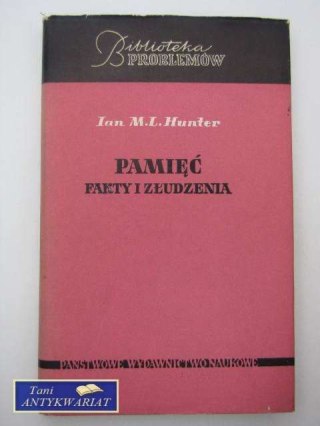 Biblioteka
PROBLEMÓW
Ian M.L. Hunter
PAMIĘĆ
FAKTY I ZŁUDZENIA
PAŃSTWOWE WYDAWNICTWO NAUKOWE
Tani
ANTYKWARIAT